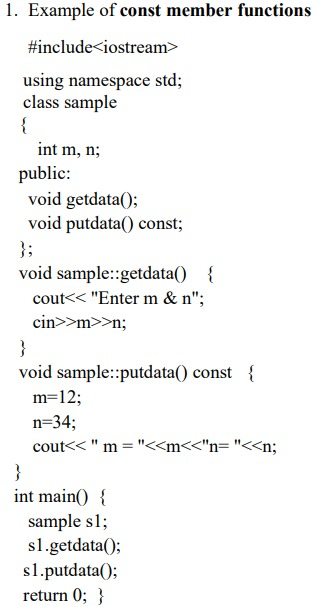 1. Example of const member functions
#include<iostream>
using namespace std;
class sample
{
int m, n;
public:
void getdata();
void putdata() const;
};
void sample::getdata() {
cout<< "Enter m & n";
cin>>m>>n;
}
void sample::putdata() const {
m=12;
n=34;
cout<< " m = "<<m<<"n= "<<n;
}
int main() {
sample s1;
s1.getdata();
s1.putdata();
return 0; }